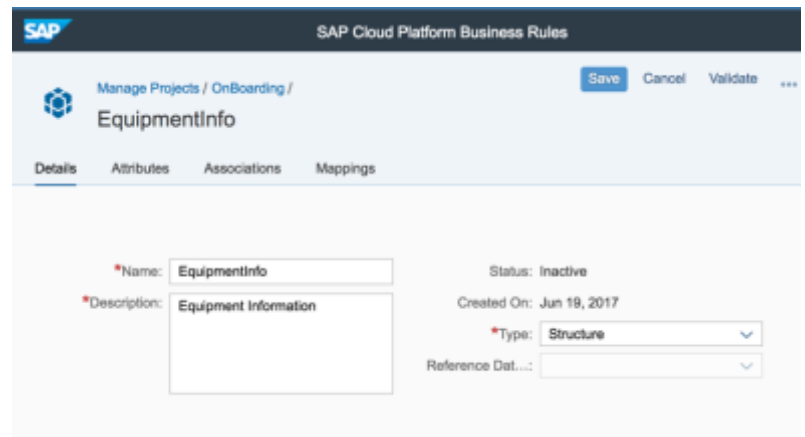 SAP
SAP Cloud Platform Business Rules
Manage Projects / OnBoarding /
Save Cancel Validate ...
EquipmentInfo
Details Attributes Associations Mappings
*Name: EquipmentInfo
Status: Inactive
*Description: Equipment Information
Created On: Jun 19, 2017
*Type: Structure
Reference Dat...: